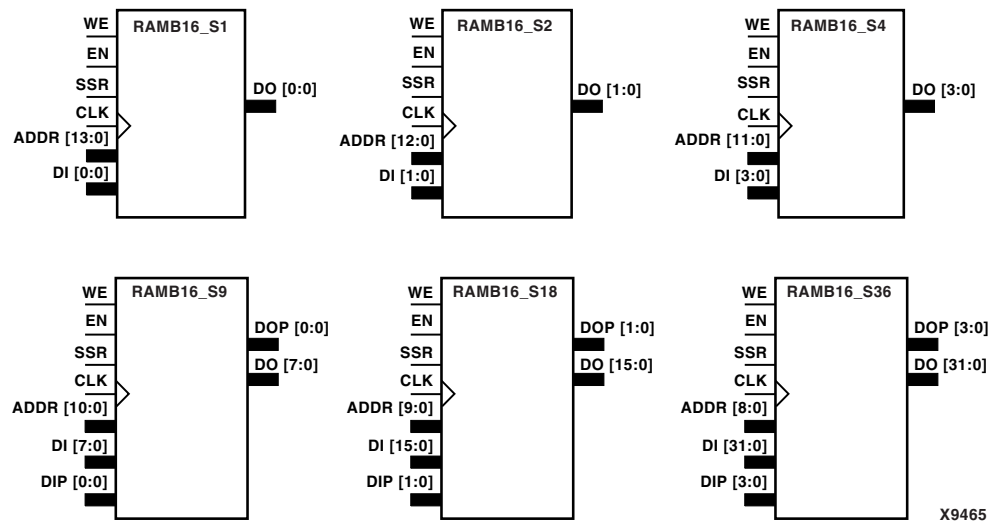 RAMB16_S1
WE
EN
SSR
CLK
ADDR [13:0]
DI [0:0]
DO [0:0]
RAMB16_S2
WE
EN
SSR
CLK
ADDR [12:0]
DI [1:0]
DO [1:0]
RAMB16_S4
WE
EN
SSR
CLK
ADDR [11:0]
DI [3:0]
DO [3:0]
RAMB16_S9
WE
EN
SSR
CLK
ADDR [10:0]
DI [7:0]
DIP [0:0]
DOP [0:0]
DO [7:0]
RAMB16_S18
WE
EN
SSR
CLK
ADDR [9:0]
DI [15:0]
DIP [1:0]
DOP [1:0]
DO [15:0]
RAMB16_S36
WE
EN
SSR
CLK
ADDR [8:0]
DI [31:0]
DIP [3:0]
DOP [3:0]
DO [31:0]
X9465